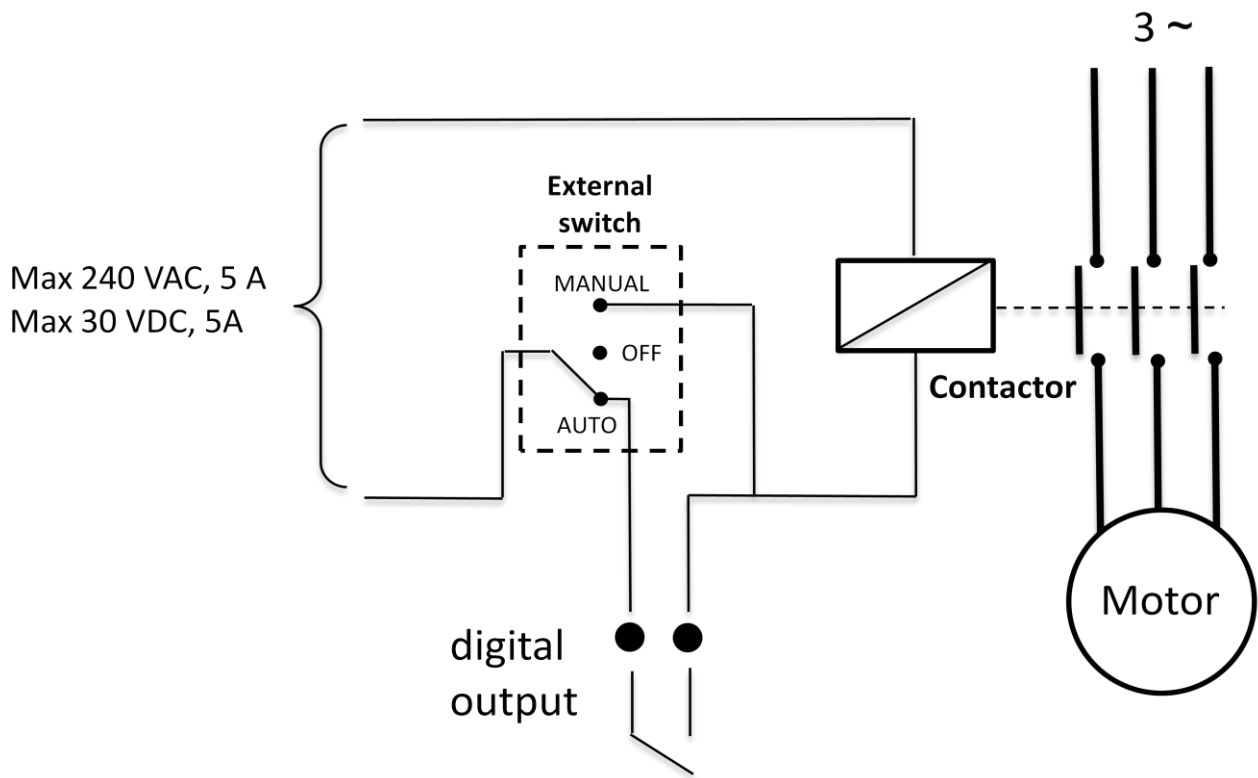 3 ~
External
switch
Max 240 VAC, 5 A
Max 30 VDC, 5A
MANUAL
OFF
AUTO
Contactor
Motor
digital
output